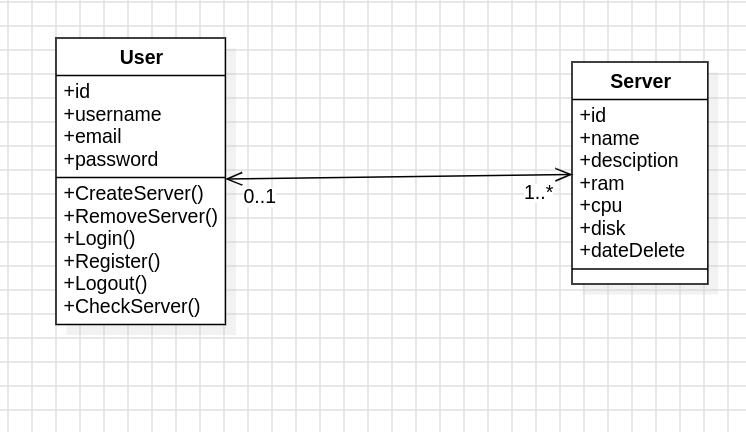 User
+id
+username
+email
+password
+CreateServer()
+RemoveServer()
+Login()
+Register()
+Logout()
+CheckServer()
0..1
1..*
Server
+id
+name
+desciption
+ram
+cpu
+disk
+dateDelete